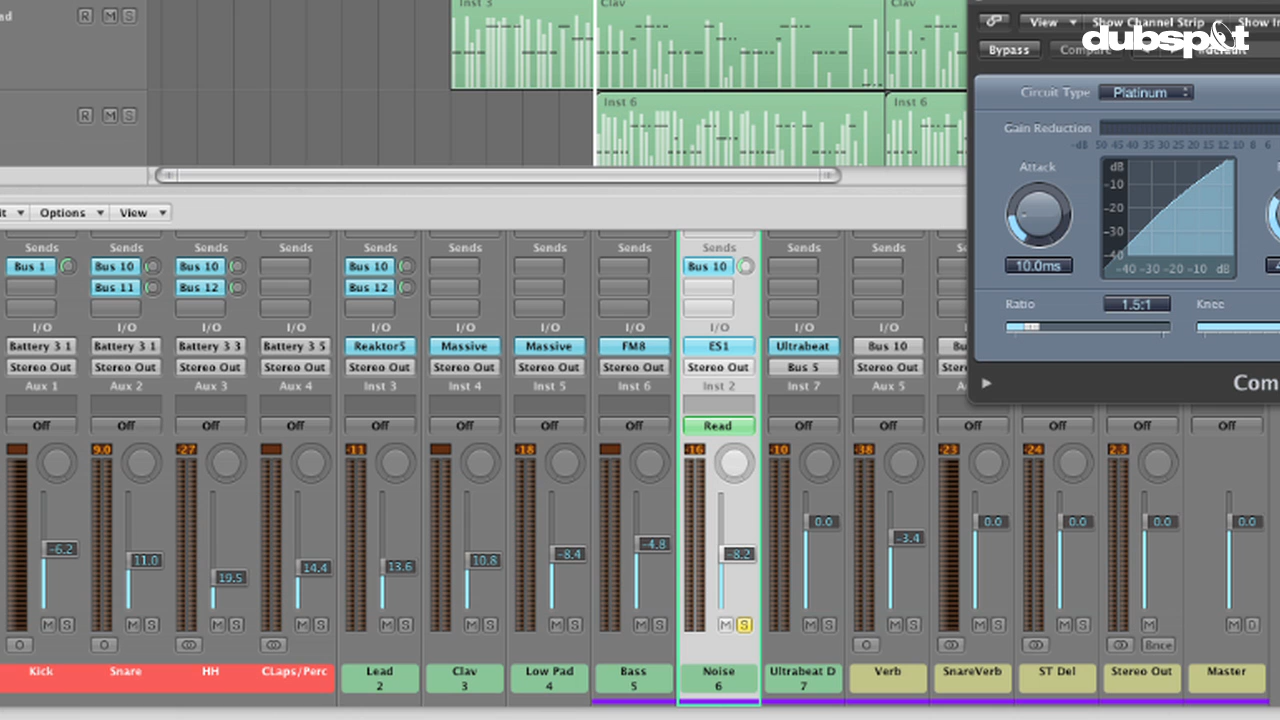 nd R M S Inst 3 Clav Clav
View Show Channel Strip Show In
dubspot
Bypass Compare #default
R M S Inst 6 Inst 6
Circuit Type Platinum
Gain Reduction
-dB 50 45 40 35 30 25 20 15 12 10 8 6
Attack
dB
-10
-20
-30
-40
-40 -30 -20 -10 dB
10.0ms
Ratio 1.5:1 Knee
Com
it Options View
Sends Sends Sends Sends Sends Sends Sends Sends Sends Sends Sends
Bus 1 Bus 10 Bus 10 Bus 10 Bus 10
Bus 11 Bus 12 Bus 12
I/O I/O I/O I/O I/O I/O I/O I/O I/O I/O I/O
Battery 3 1 Battery 3 1 Battery 3 3 Battery 3 5 Reaktor5 Massive Massive FM8 ES1 Ultrabeat Bus 10 Bu
Stereo Out Stereo Out Stereo Out Stereo Out Stereo Out Stereo Out Stereo Out Stereo Out Stereo Out Bus 5 Stereo Out Ste
Aux 1 Aux 2 Aux 3 Aux 4 Inst 3 Inst 4 Inst 5 Inst 6 Inst 2 Inst 7 Aux 5 A
Off Off Off Off Off Off Off Off Read Off Off Off Off Off Off
9.0 -27 -11 -18 -16 -10 -38 -23 -24 2.3
-6.2 11.0 19.5 14.4 13.6 10.8 -8.4 -4.8 -8.2 0.0 -3.4 0.0 0.0 0.0 0.0
M S M S M S M S M S M S M S M S M S M S M S M S M S M M D
Bnce
Kick Snare HH CLaps/Perc Lead Clav Low Pad Bass Noise Ultrabeat D Verb SnareVerb ST Del Stereo Out Master
2 3 4 5 6 7